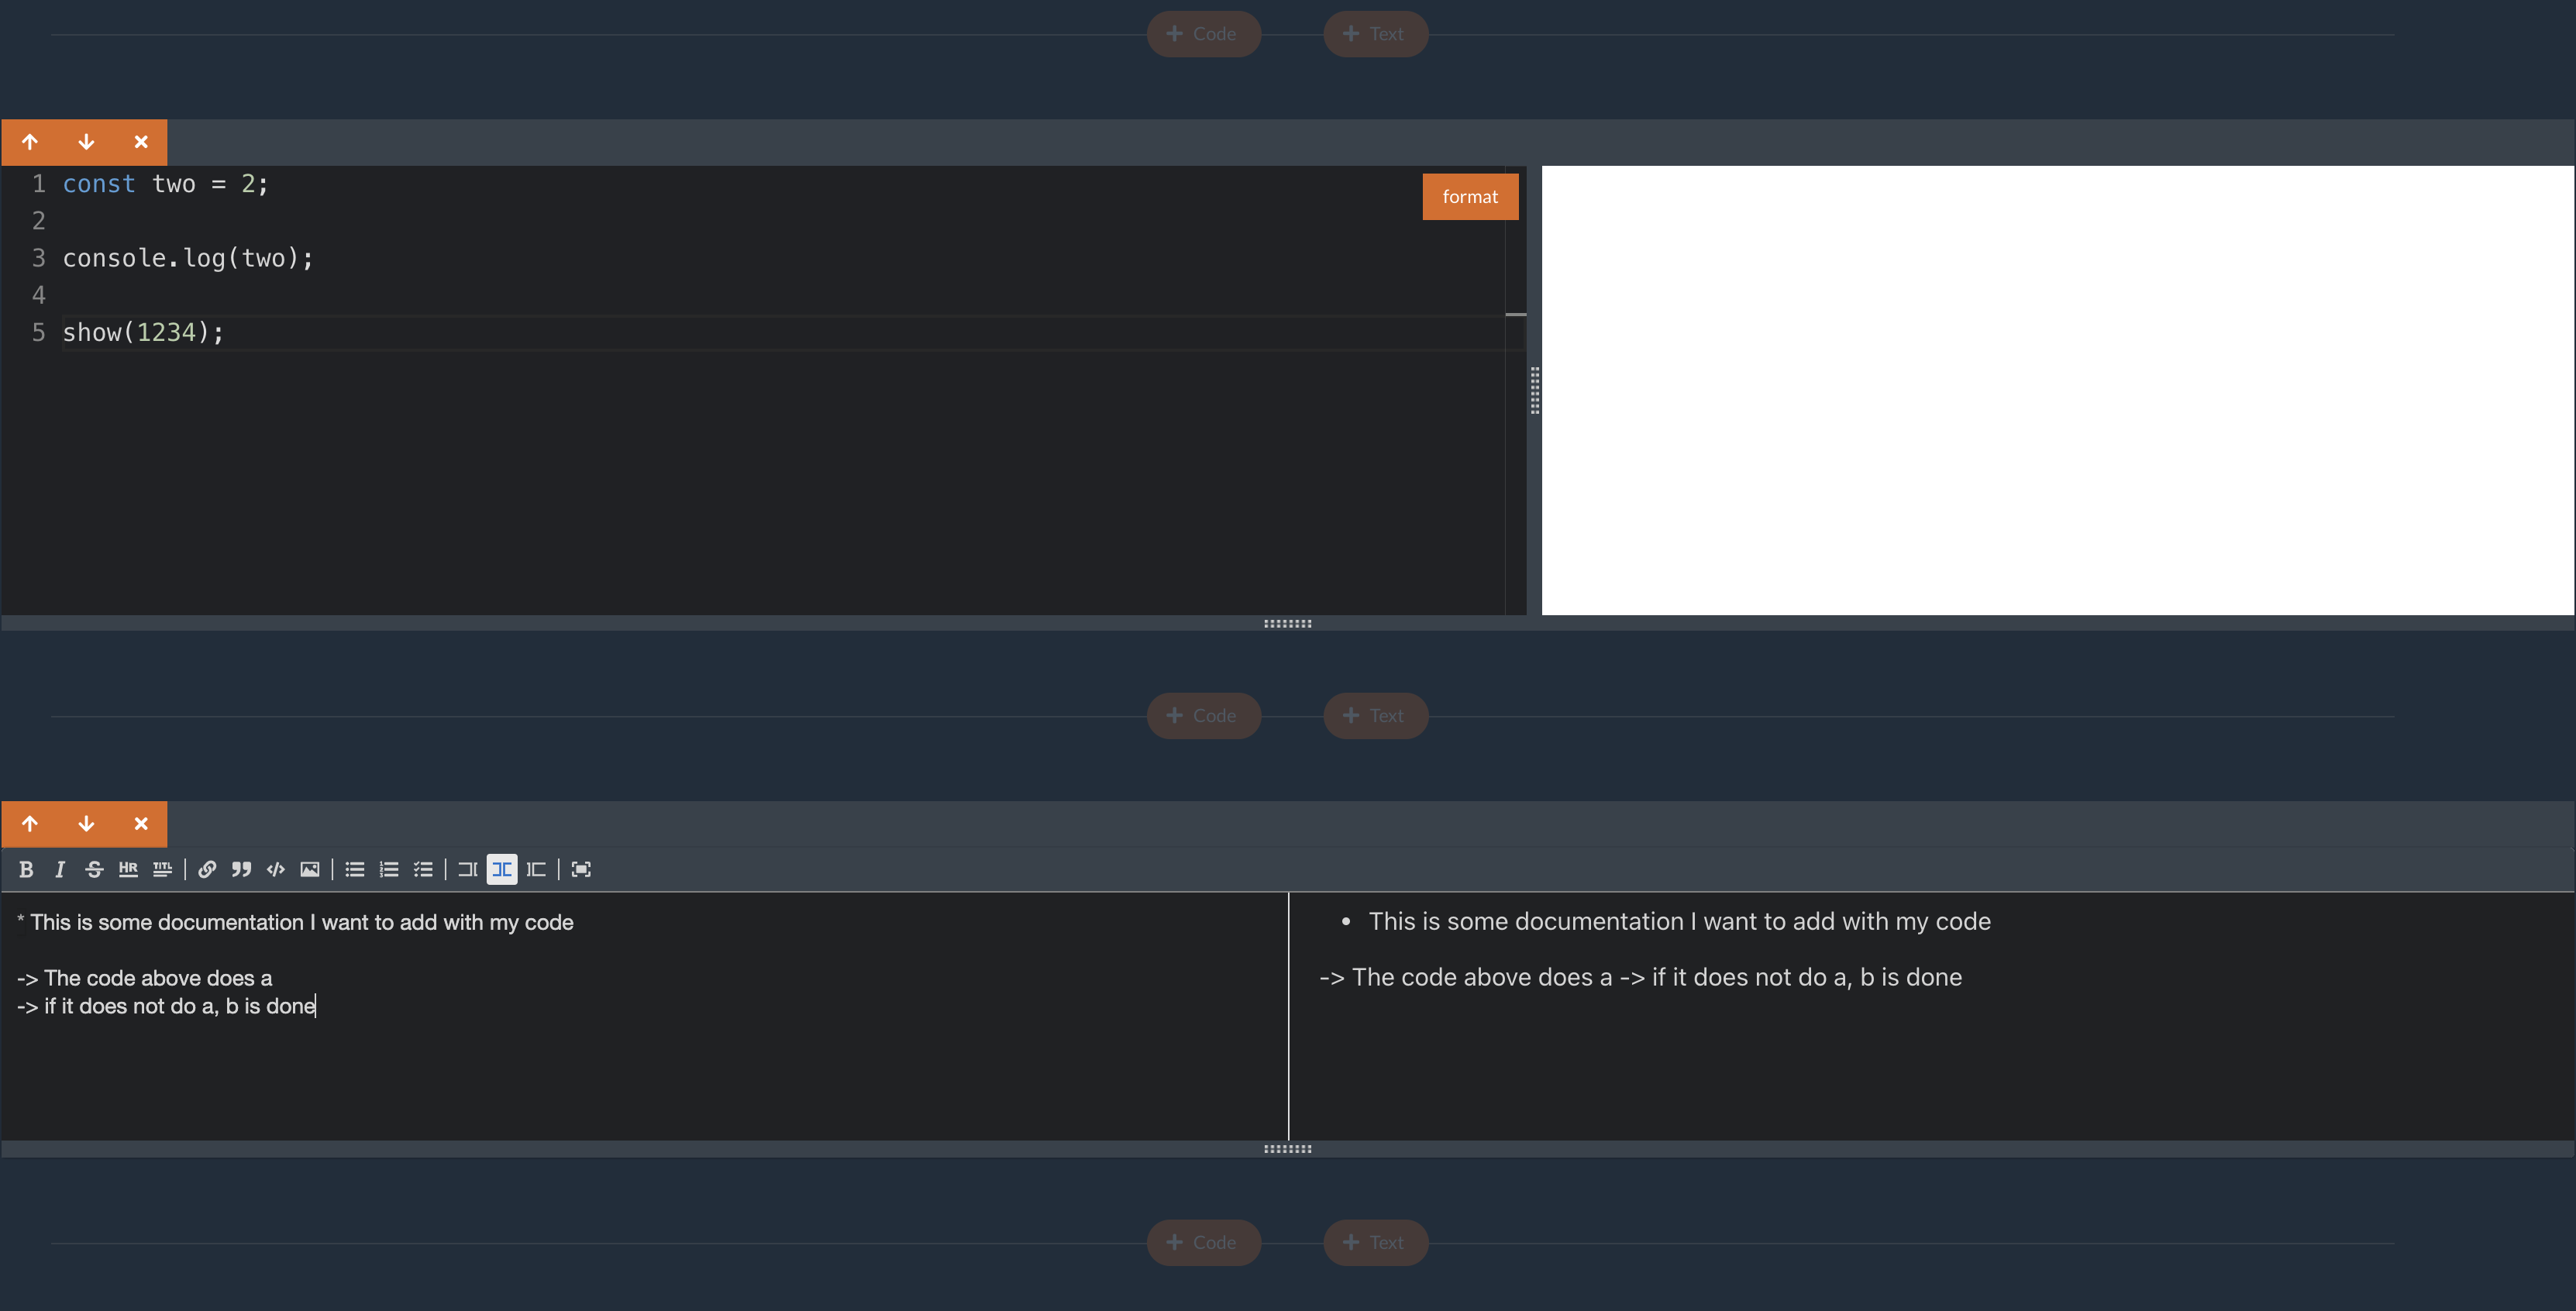 Code Text
1 const two = 2;
format
2
3 console.log(two);
4
5 show(1234);
Code Text
B I S HR TITL
* This is some documentation I want to add with my code
-> The code above does a
-> if it does not do a, b is done
• This is some documentation I want to add with my code
-> The code above does a -> if it does not do a, b is done
Code Text